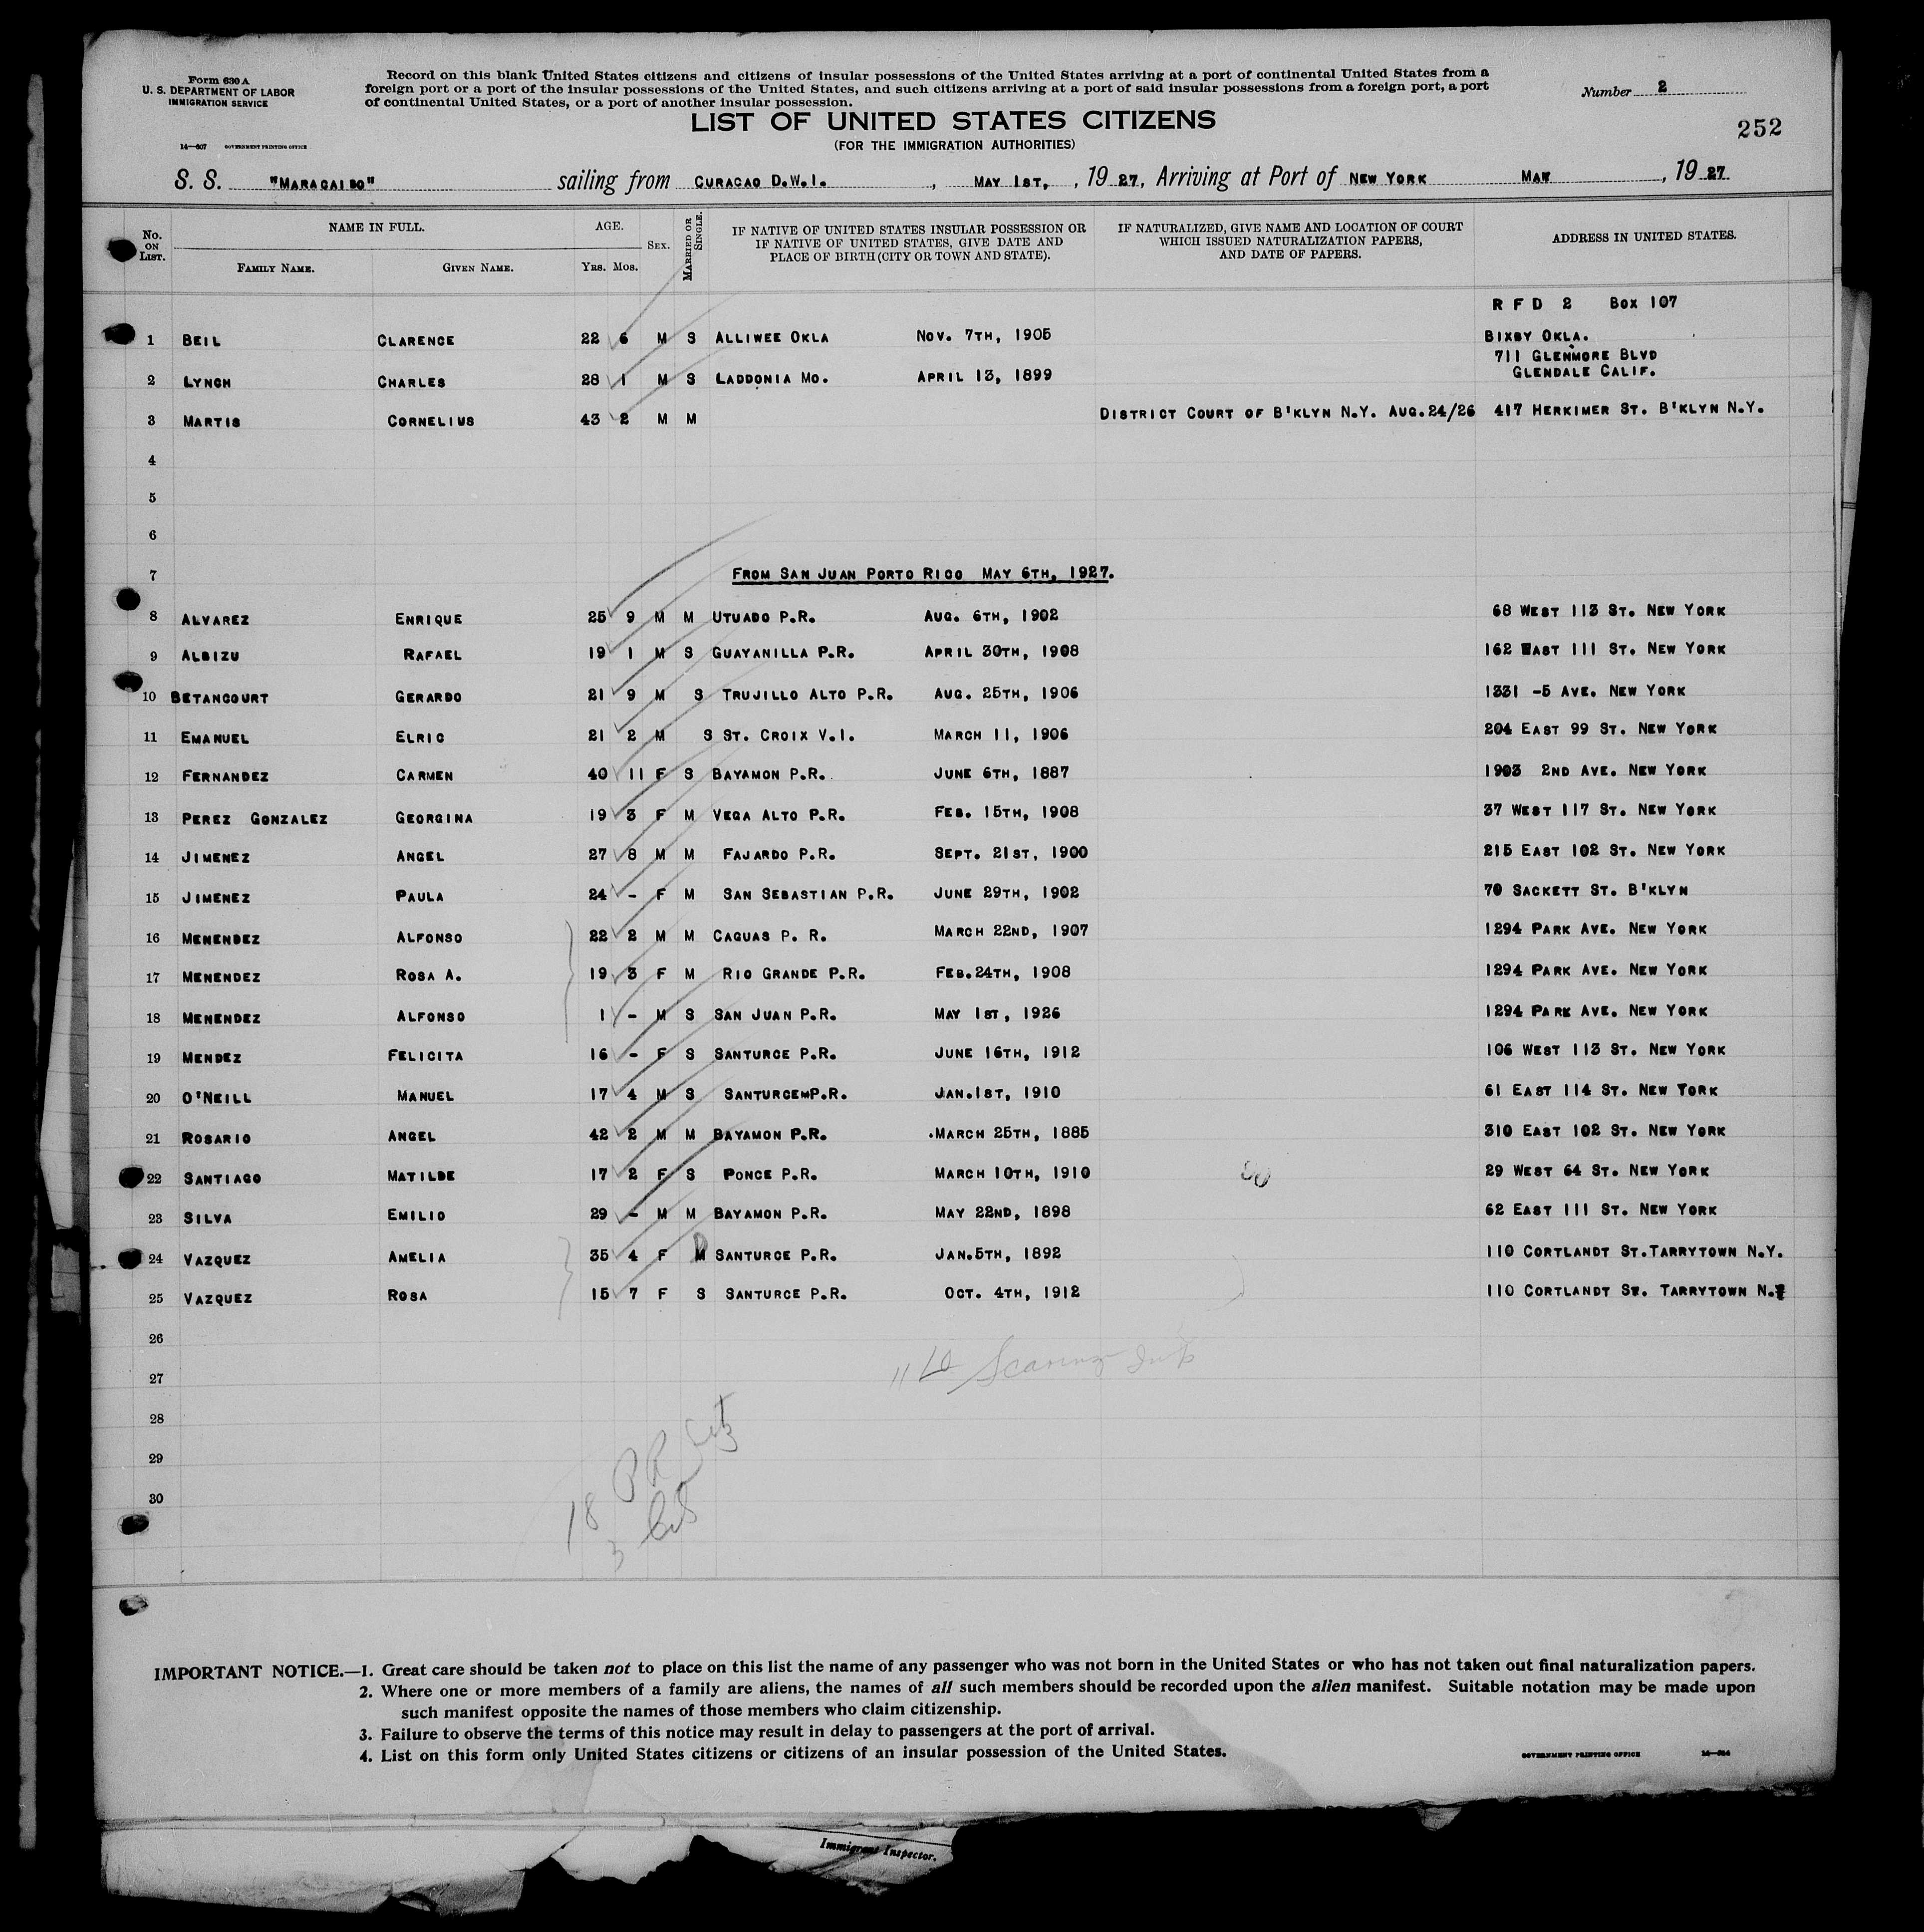 Form 630 A
U. S. DEPARTMENT OF LABOR
IMMIGRATION SERVICE
14—607 GOVERNMENT PRINTING OFFICE
Record on this blank United States citizens and citizens of insular possessions of the United States arriving at a port of continental United States from a
foreign port or a port of the insular possessions of the United States, and such citizens arriving at a port of said insular possessions from a foreign port, a port
of continental United States, or a port of another insular possession.
Number 2
252
LIST OF UNITED STATES CITIZENS
(FOR THE IMMIGRATION AUTHORITIES)
S. S. "MARACAIBO" sailing from CURACAO D.W.I., MAY 1ST, , 1927, Arriving at Port of NEW YORK MAY , 1927
No. ON LIST. NAME IN FULL. FAMILY NAME. GIVEN NAME. AGE. YRS. MOS. SEX. MARRIED OR SINGLE. IF NATIVE OF UNITED STATES INSULAR POSSESSION OR IF NATIVE OF UNITED STATES, GIVE DATE AND PLACE OF BIRTH (CITY OR TOWN AND STATE). IF NATURALIZED, GIVE NAME AND LOCATION OF COURT WHICH ISSUED NATURALIZATION PAPERS, AND DATE OF PAPERS. ADDRESS IN UNITED STATES.
R F D 2 BOX 107
1 BEIL CLARENCE 22 6 M S ALLIWEE OKLA NOV. 7TH, 1905 BIXBY OKLA.
711 GLENMORE BLVD
2 LYNCH CHARLES 28 1 M S LADDONIA MO. APRIL 13, 1899 GLENDALE CALIF.
3 MARTIS CORNELIUS 43 2 M M DISTRICT COURT OF B'KLYN N.Y. AUG.24/26 417 HERKIMER ST. B'KLYN N.Y.
4
5
6
7 FROM SAN JUAN PORTO RICO MAY 6TH, 1927.
8 ALVAREZ ENRIQUE 25 9 M M UTUADO P.R. AUG. 6TH, 1902 68 WEST 113 ST. NEW YORK
9 ALBIZU RAFAEL 19 1 M S GUAYANILLA P.R. APRIL 30TH, 1908 162 EAST 111 ST. NEW YORK
10 BETANCOURT GERARDO 21 9 M S TRUJILLO ALTO P.R. AUG. 25TH, 1906 1331 -5 AVE. NEW YORK
11 EMANUEL ELRIC 21 2 M S ST. CROIX V.I. MARCH 11, 1906 204 EAST 99 ST. NEW YORK
12 FERNANDEZ CARMEN 40 11 F S BAYAMON P.R. JUNE 6TH, 1887 1903 2ND AVE. NEW YORK
13 PEREZ GONZALEZ GEORGINA 19 3 F M VEGA ALTO P.R. FEB. 15TH, 1908 37 WEST 117 ST. NEW YORK
14 JIMENEZ ANGEL 27 8 M M FAJARDO P.R. SEPT. 21ST, 1900 215 EAST 102 ST. NEW YORK
15 JIMENEZ PAULA 24 - F M SAN SEBASTIAN P.R. JUNE 29TH, 1902 70 SACKETT ST. B'KLYN
16 MENENDEZ ALFONSO 22 2 M M CAGUAS P. R. MARCH 22ND, 1907 1294 PARK AVE. NEW YORK
17 MENENDEZ ROSA A. 19 3 F M RIO GRANDE P.R. FEB.24TH, 1908 1294 PARK AVE. NEW YORK
18 MENENDEZ ALFONSO 1 - M S SAN JUAN P.R. MAY 1ST, 1926 1294 PARK AVE. NEW YORK
19 MENDEZ FELICITA 16 - F S SANTURCE P.R. JUNE 16TH, 1912 106 WEST 113 ST. NEW YORK
20 O'NEILL MANUEL 17 4 M S SANTURCEMP.R. JAN.1ST, 1910 61 EAST 114 ST. NEW YORK
21 ROSARIO ANGEL 42 2 M M BAYAMON P.R. MARCH 25TH, 1885 310 EAST 102 ST. NEW YORK
22 SANTIAGO MATILDE 17 2 F S PONCE P.R. MARCH 10TH, 1910 29 WEST 64 ST. NEW YORK
23 SILVA EMILIO 29 - M M BAYAMON P.R. MAY 22ND, 1898 62 EAST 111 ST. NEW YORK
24 VAZQUEZ AMELIA 35 4 F D SANTURCE P.R. JAN.5TH, 1892 110 CORTLANDT ST.TARRYTOWN N.Y.
25 VAZQUEZ ROSA 15 7 F S SANTURCE P.R. OCT. 4TH, 1912 110 CORTLANDT ST. TARRYTOWN N.Y
26
27
28
29
30
18 P R Citz
3 Cits
IMPORTANT NOTICE.—1. Great care should be taken not to place on this list the name of any passenger who was not born in the United States or who has not taken out final naturalization papers.
2. Where one or more members of a family are aliens, the names of all such members should be recorded upon the alien manifest. Suitable notation may be made upon
such manifest opposite the names of those members who claim citizenship.
3. Failure to observe the terms of this notice may result in delay to passengers at the port of arrival.
4. List on this form only United States citizens or citizens of an insular possession of the United States.
GOVERNMENT PRINTING OFFICE
Immigrant Inspector.